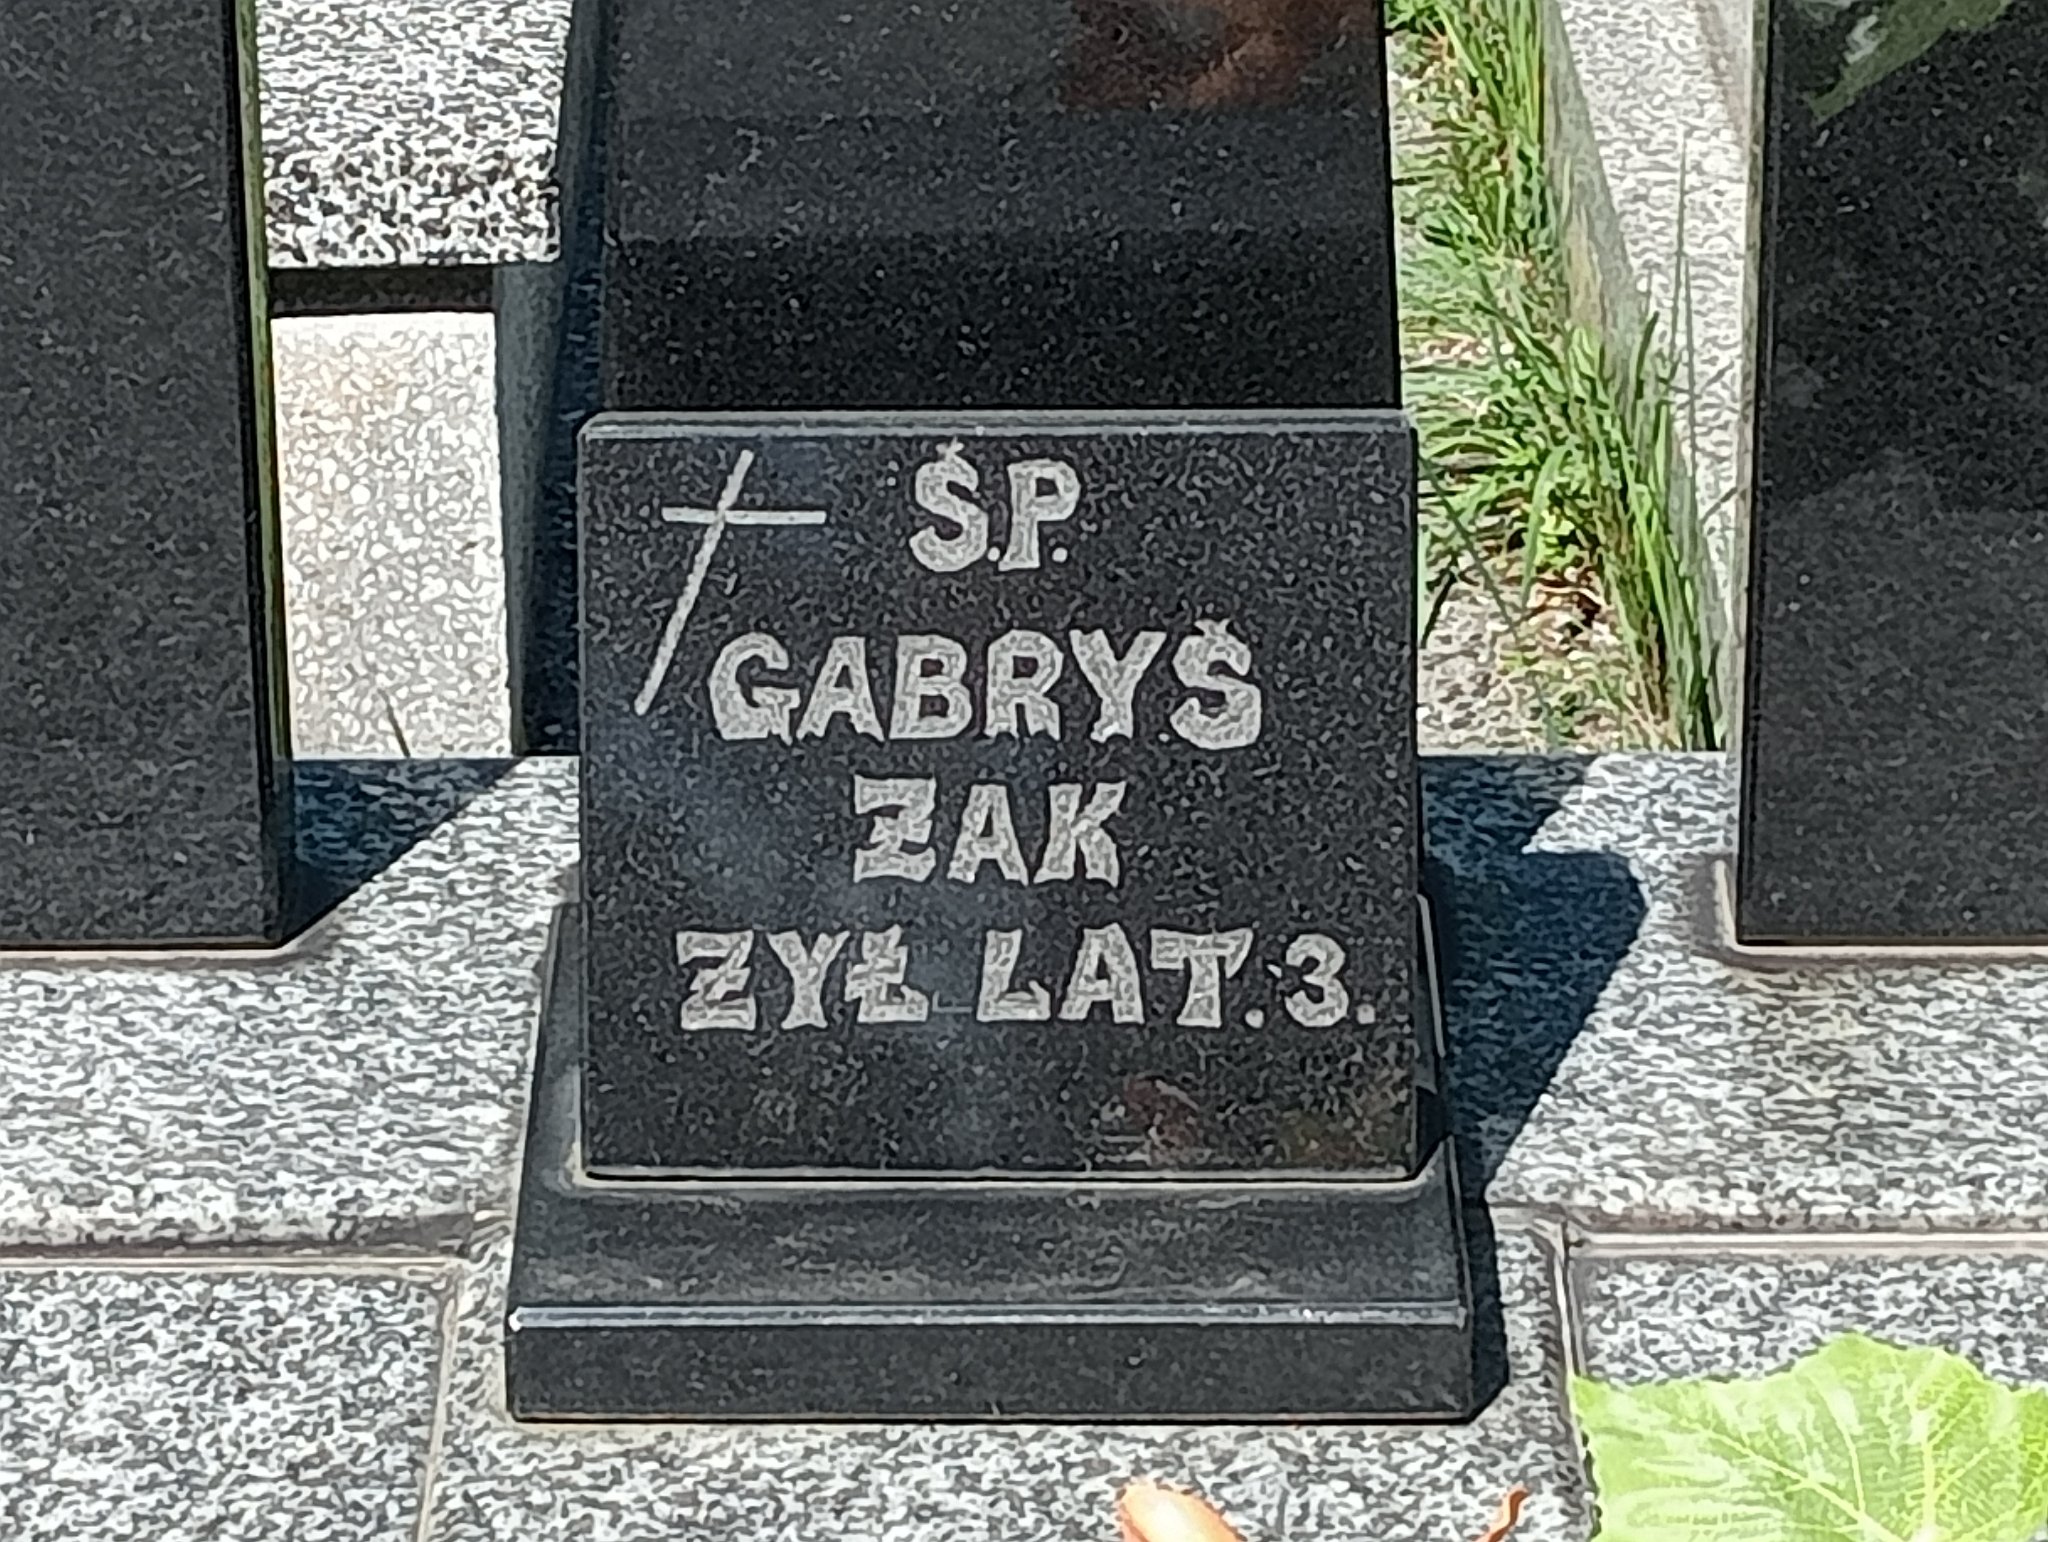 Ś.P.
GABRYŚ
ŻAK
ŻYŁ LAT.3.